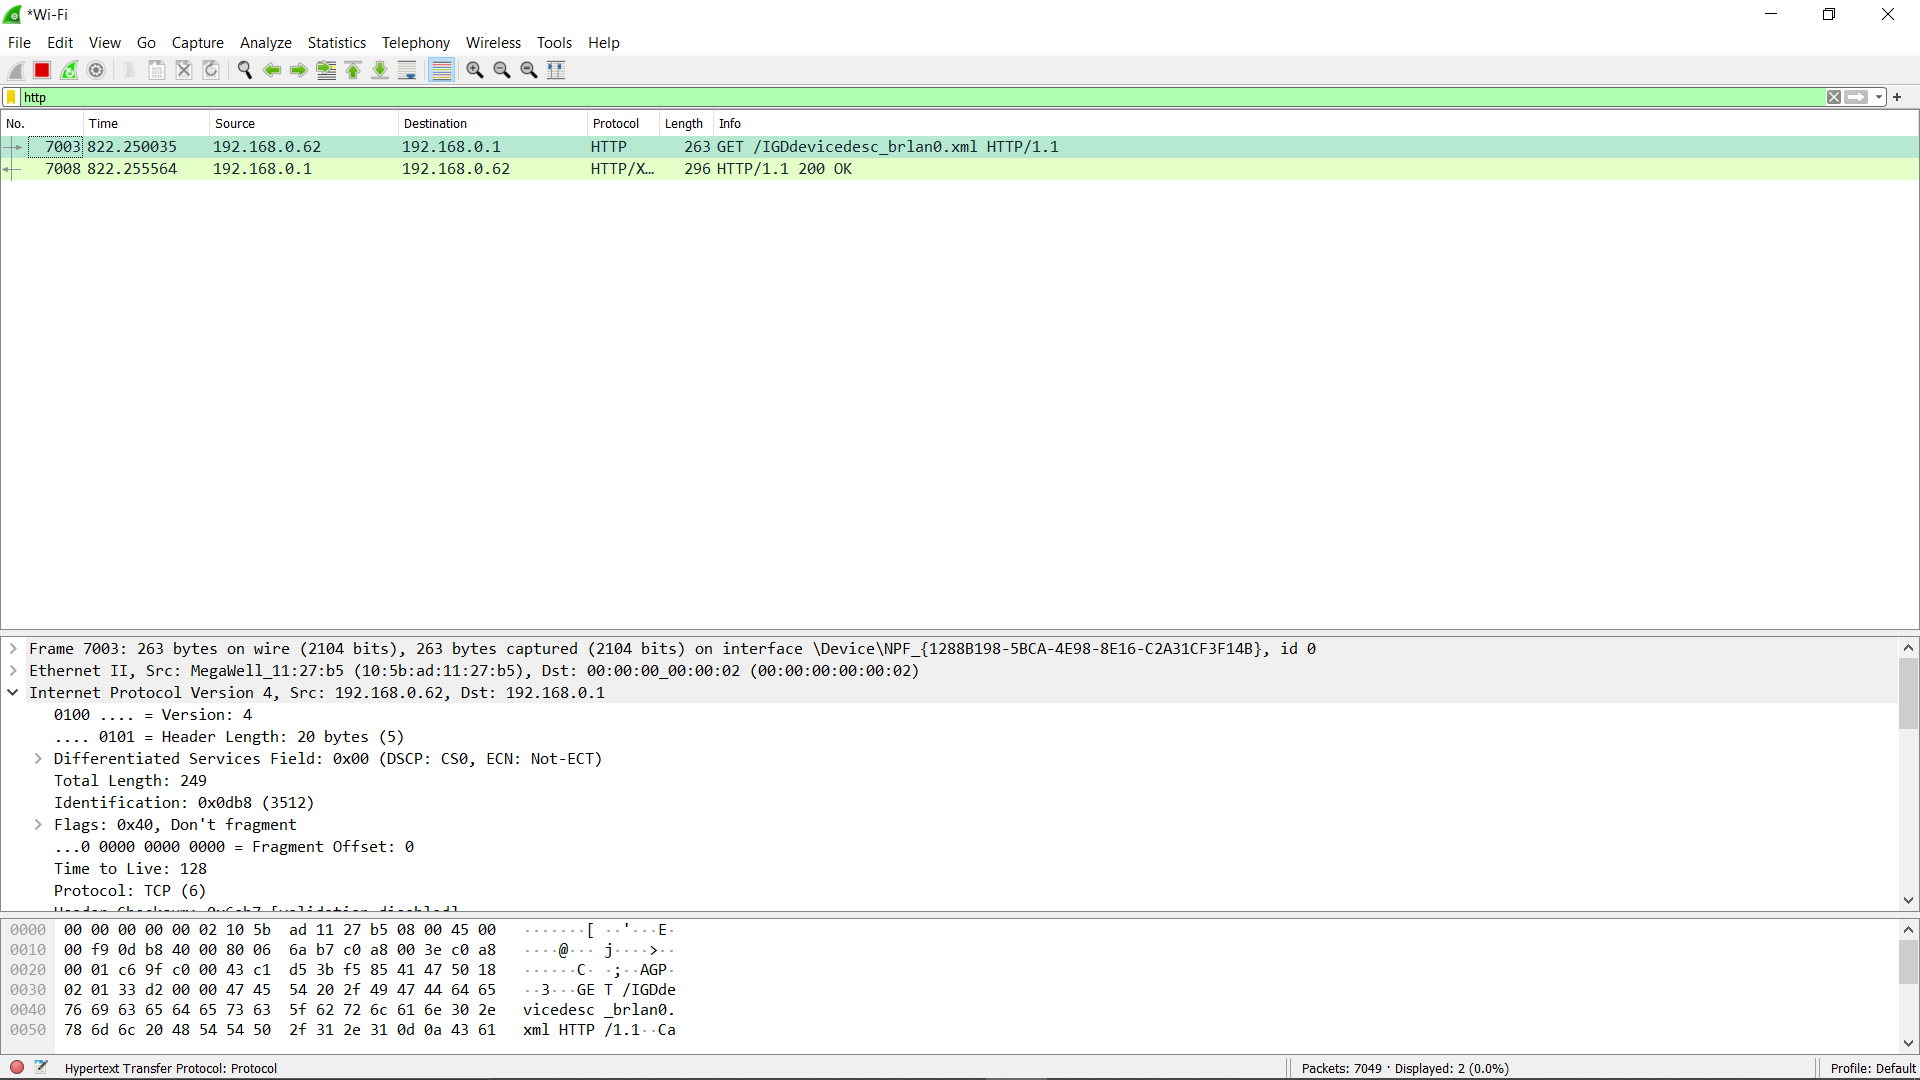 *Wi-Fi
File Edit View Go Capture Analyze Statistics Telephony Wireless Tools Help
http
No. Time Source Destination Protocol Length Info
7003 822.250035 192.168.0.62 192.168.0.1 HTTP 263 GET /IGDdevicedesc_brlan0.xml HTTP/1.1
7008 822.255564 192.168.0.1 192.168.0.62 HTTP/X… 296 HTTP/1.1 200 OK
Frame 7003: 263 bytes on wire (2104 bits), 263 bytes captured (2104 bits) on interface \Device\NPF_{1288B198-5BCA-4E98-8E16-C2A31CF3F14B}, id 0
Ethernet II, Src: MegaWell_11:27:b5 (10:5b:ad:11:27:b5), Dst: 00:00:00_00:00:02 (00:00:00:00:00:02)
Internet Protocol Version 4, Src: 192.168.0.62, Dst: 192.168.0.1
0100 .... = Version: 4
.... 0101 = Header Length: 20 bytes (5)
Differentiated Services Field: 0x00 (DSCP: CS0, ECN: Not-ECT)
Total Length: 249
Identification: 0x0db8 (3512)
Flags: 0x40, Don't fragment
...0 0000 0000 0000 = Fragment Offset: 0
Time to Live: 128
Protocol: TCP (6)
Header Checksum: 0x6ab7 [validation disabled]
0000 00 00 00 00 00 02 10 5b ad 11 27 b5 08 00 45 00 ·······[ ··'···E·
0010 00 f9 0d b8 40 00 80 06 6a b7 c0 a8 00 3e c0 a8 ····@··· j····>··
0020 00 01 c6 9f c0 00 43 c1 d5 3b f5 85 41 47 50 18 ······C· ·;··AGP·
0030 02 01 33 d2 00 00 47 45 54 20 2f 49 47 44 64 65 ··3···GE T /IGDde
0040 76 69 63 65 64 65 73 63 5f 62 72 6c 61 6e 30 2e vicedesc _brlan0.
0050 78 6d 6c 20 48 54 54 50 2f 31 2e 31 0d 0a 43 61 xml HTTP /1.1··Ca
Hypertext Transfer Protocol: Protocol Packets: 7049 · Displayed: 2 (0.0%) Profile: Default